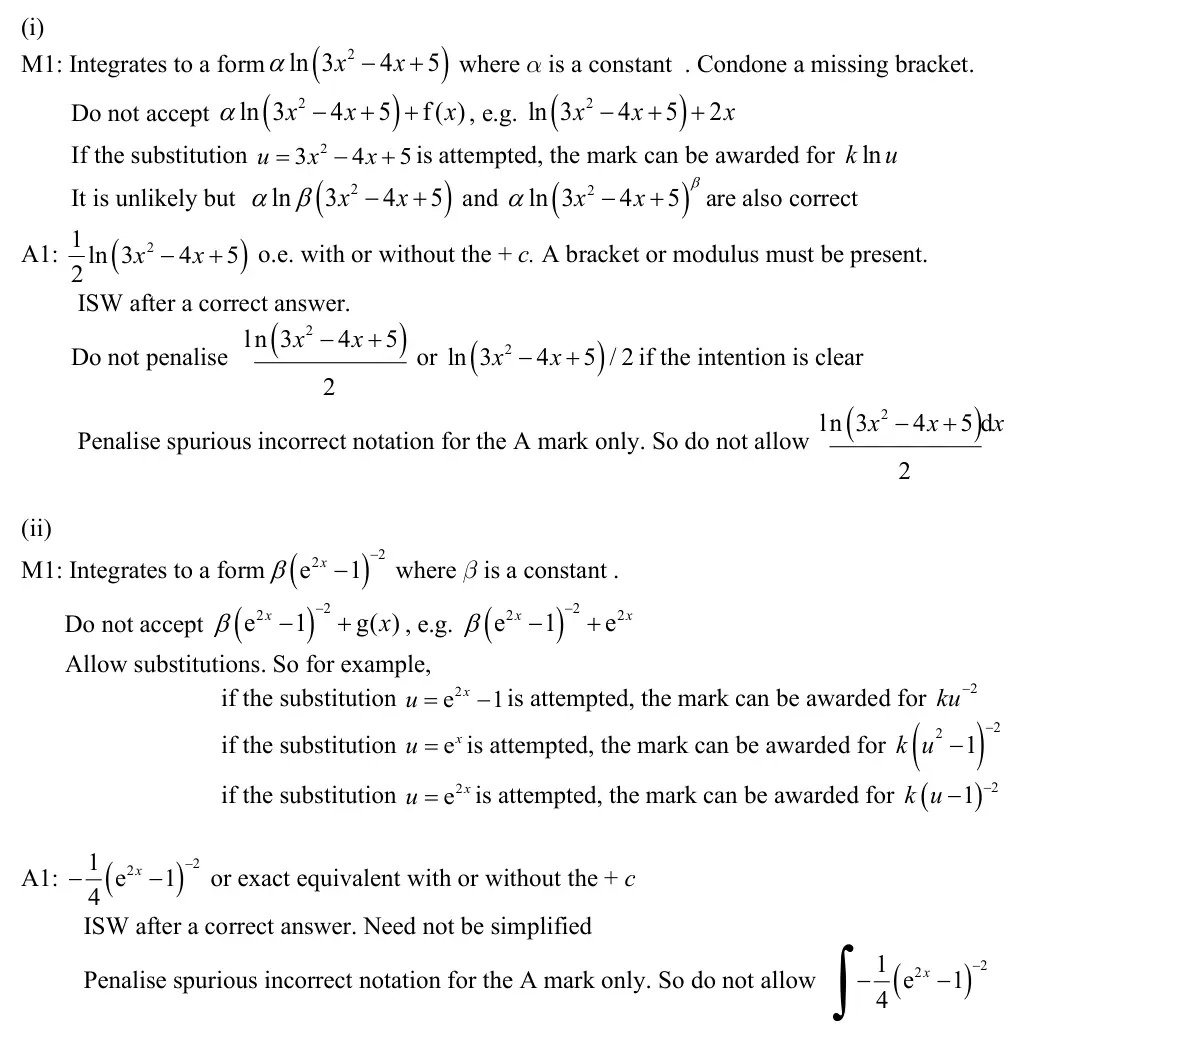 (i)
M1: Integrates to a form α ln(3x² − 4x + 5) where α is a constant . Condone a missing bracket.
Do not accept α ln(3x² − 4x + 5) + f(x), e.g. ln(3x² − 4x + 5) + 2x
If the substitution u = 3x² − 4x + 5 is attempted, the mark can be awarded for k ln u
It is unlikely but α ln β(3x² − 4x + 5) and α ln(3x² − 4x + 5)^β are also correct
A1: 1/2 ln(3x² − 4x + 5) o.e. with or without the + c. A bracket or modulus must be present.
ISW after a correct answer.
Do not penalise ln(3x² − 4x + 5)/2 or ln(3x² − 4x + 5) / 2 if the intention is clear
Penalise spurious incorrect notation for the A mark only. So do not allow ln(3x² − 4x + 5)dx/2
(ii)
M1: Integrates to a form β(e²ˣ − 1)⁻² where β is a constant .
Do not accept β(e²ˣ − 1)⁻² + g(x), e.g. β(e²ˣ − 1)⁻² + e²ˣ
Allow substitutions. So for example,
if the substitution u = e²ˣ − 1 is attempted, the mark can be awarded for ku⁻²
if the substitution u = eˣ is attempted, the mark can be awarded for k(u² − 1)⁻²
if the substitution u = e²ˣ is attempted, the mark can be awarded for k(u − 1)⁻²
A1: −1/4(e²ˣ − 1)⁻² or exact equivalent with or without the + c
ISW after a correct answer. Need not be simplified
Penalise spurious incorrect notation for the A mark only. So do not allow ∫ −1/4(e²ˣ − 1)⁻²